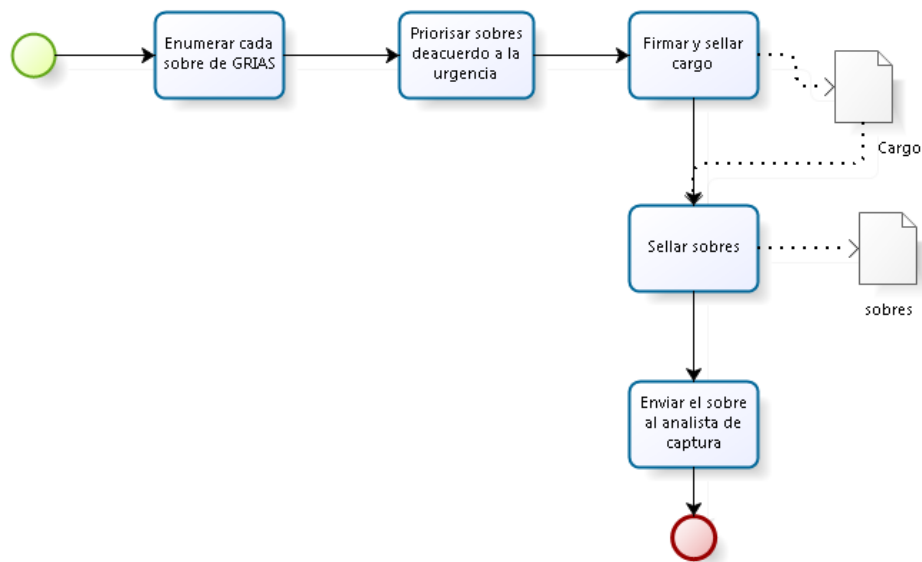 Enumerar cada
sobre de GRIAS
Priorisar sobres
deacuerdo a la
urgencia
Firmar y sellar
cargo
Cargo
Sellar sobres
sobres
Enviar el sobre
al analista de
captura